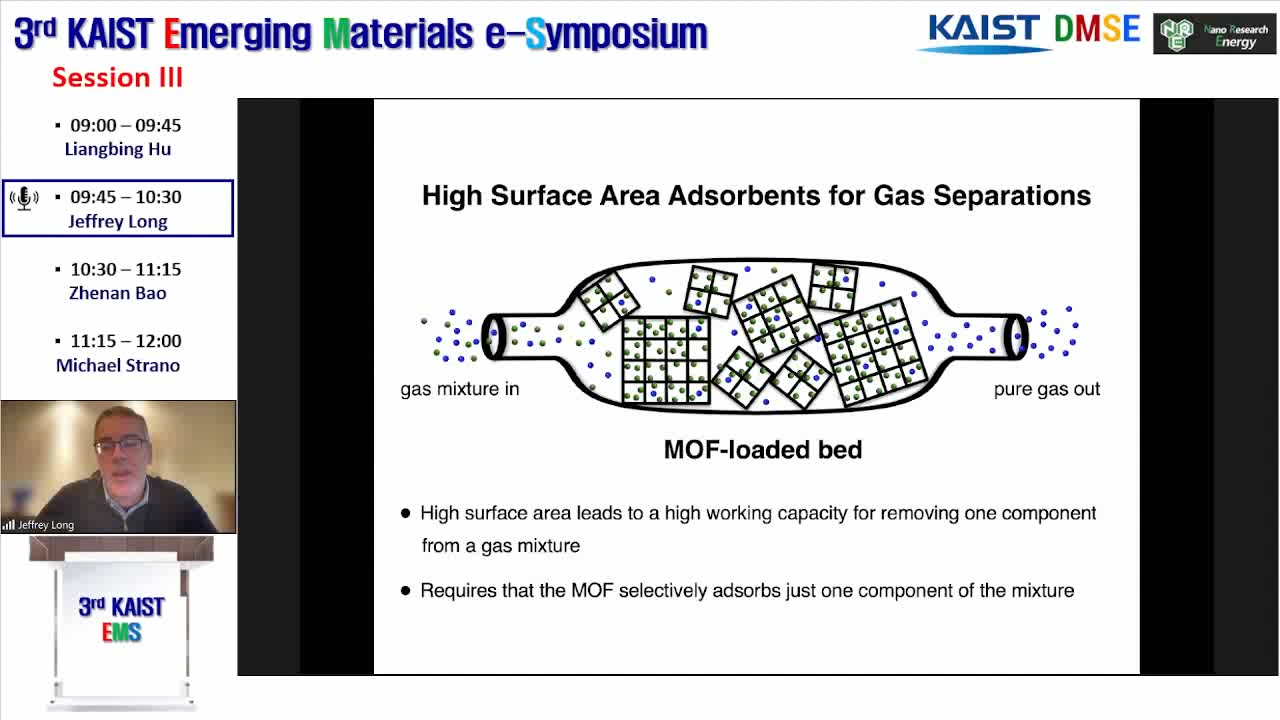 3rd KAIST Emerging Materials e-Symposium
KAIST DMSE
NRE Nano Research
Energy
Session III
▪ 09:00 – 09:45
Liangbing Hu
▪ 09:45 – 10:30
Jeffrey Long
▪ 10:30 – 11:15
Zhenan Bao
▪ 11:15 – 12:00
Michael Strano
Jeffrey Long
3rd KAIST
EMS
High Surface Area Adsorbents for Gas Separations
gas mixture in
pure gas out
MOF-loaded bed
● High surface area leads to a high working capacity for removing one component
from a gas mixture
● Requires that the MOF selectively adsorbs just one component of the mixture